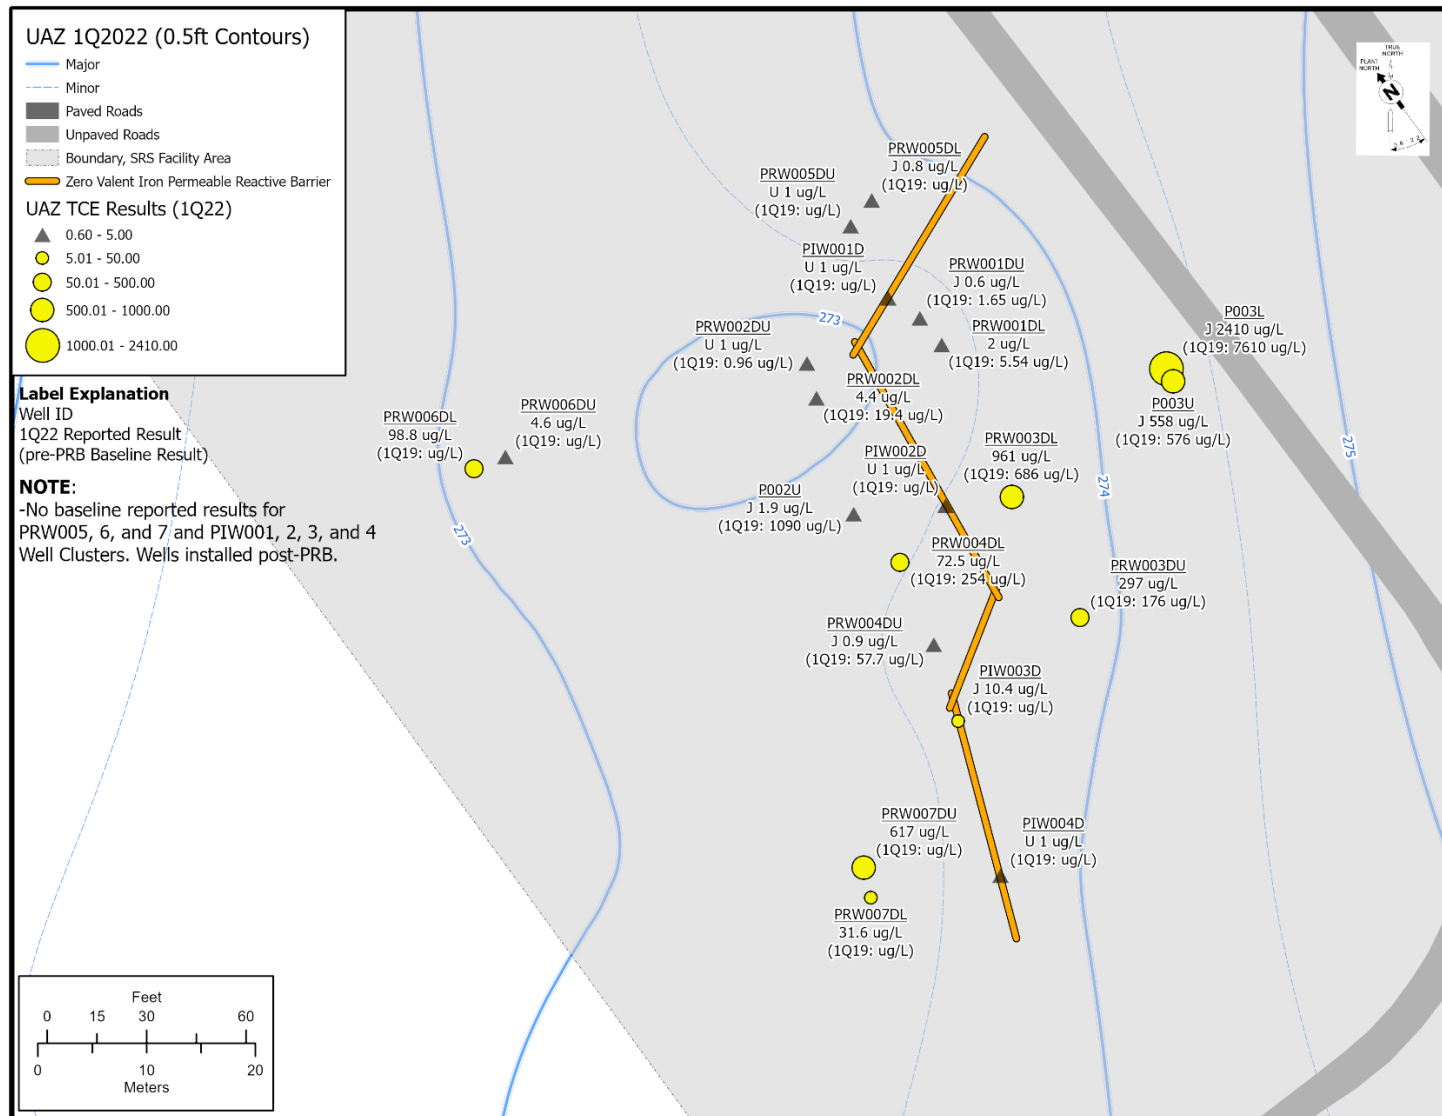 UAZ 1Q2022 (0.5ft Contours)
Major
Minor
Paved Roads
Unpaved Roads
Boundary, SRS Facility Area
Zero Valent Iron Permeable Reactive Barrier
UAZ TCE Results (1Q22)
0.60 - 5.00
5.01 - 50.00
50.01 - 500.00
500.01 - 1000.00
1000.01 - 2410.00
Label Explanation
Well ID
1Q22 Reported Result
(pre-PRB Baseline Result)
NOTE:
-No baseline reported results for
PRW005, 6, and 7 and PIW001, 2, 3, and 4
Well Clusters. Wells installed post-PRB.
TRUE
NORTH
PLANT
NORTH
N
PRW005DL
J 0.8 ug/L
(1Q19: ug/L)
PRW005DU
U 1 ug/L
(1Q19: ug/L)
PIW001D
U 1 ug/L
(1Q19: ug/L)
PRW001DU
J 0.6 ug/L
(1Q19: 1.65 ug/L)
PRW001DL
2 ug/L
(1Q19: 5.54 ug/L)
P003L
J 2410 ug/L
(1Q19: 7610 ug/L)
P003U
J 558 ug/L
(1Q19: 576 ug/L)
273
PRW002DU
U 1 ug/L
(1Q19: 0.96 ug/L)
PRW002DL
4.4 ug/L
(1Q19: 19.4 ug/L)
PRW006DL
98.8 ug/L
(1Q19: ug/L)
PRW006DU
4.6 ug/L
(1Q19: ug/L)
PIW002D
U 1 ug/L
(1Q19: ug/L)
PRW003DL
961 ug/L
(1Q19: 686 ug/L)
275
274
273
P002U
J 1.9 ug/L
(1Q19: 1090 ug/L)
PRW004DL
72.5 ug/L
(1Q19: 254 ug/L)
PRW003DU
297 ug/L
(1Q19: 176 ug/L)
PRW004DU
J 0.9 ug/L
(1Q19: 57.7 ug/L)
PIW003D
J 10.4 ug/L
(1Q19: ug/L)
PRW007DU
617 ug/L
(1Q19: ug/L)
PIW004D
U 1 ug/L
(1Q19: ug/L)
PRW007DL
31.6 ug/L
(1Q19: ug/L)
Feet
0 15 30 60
0 10 20
Meters